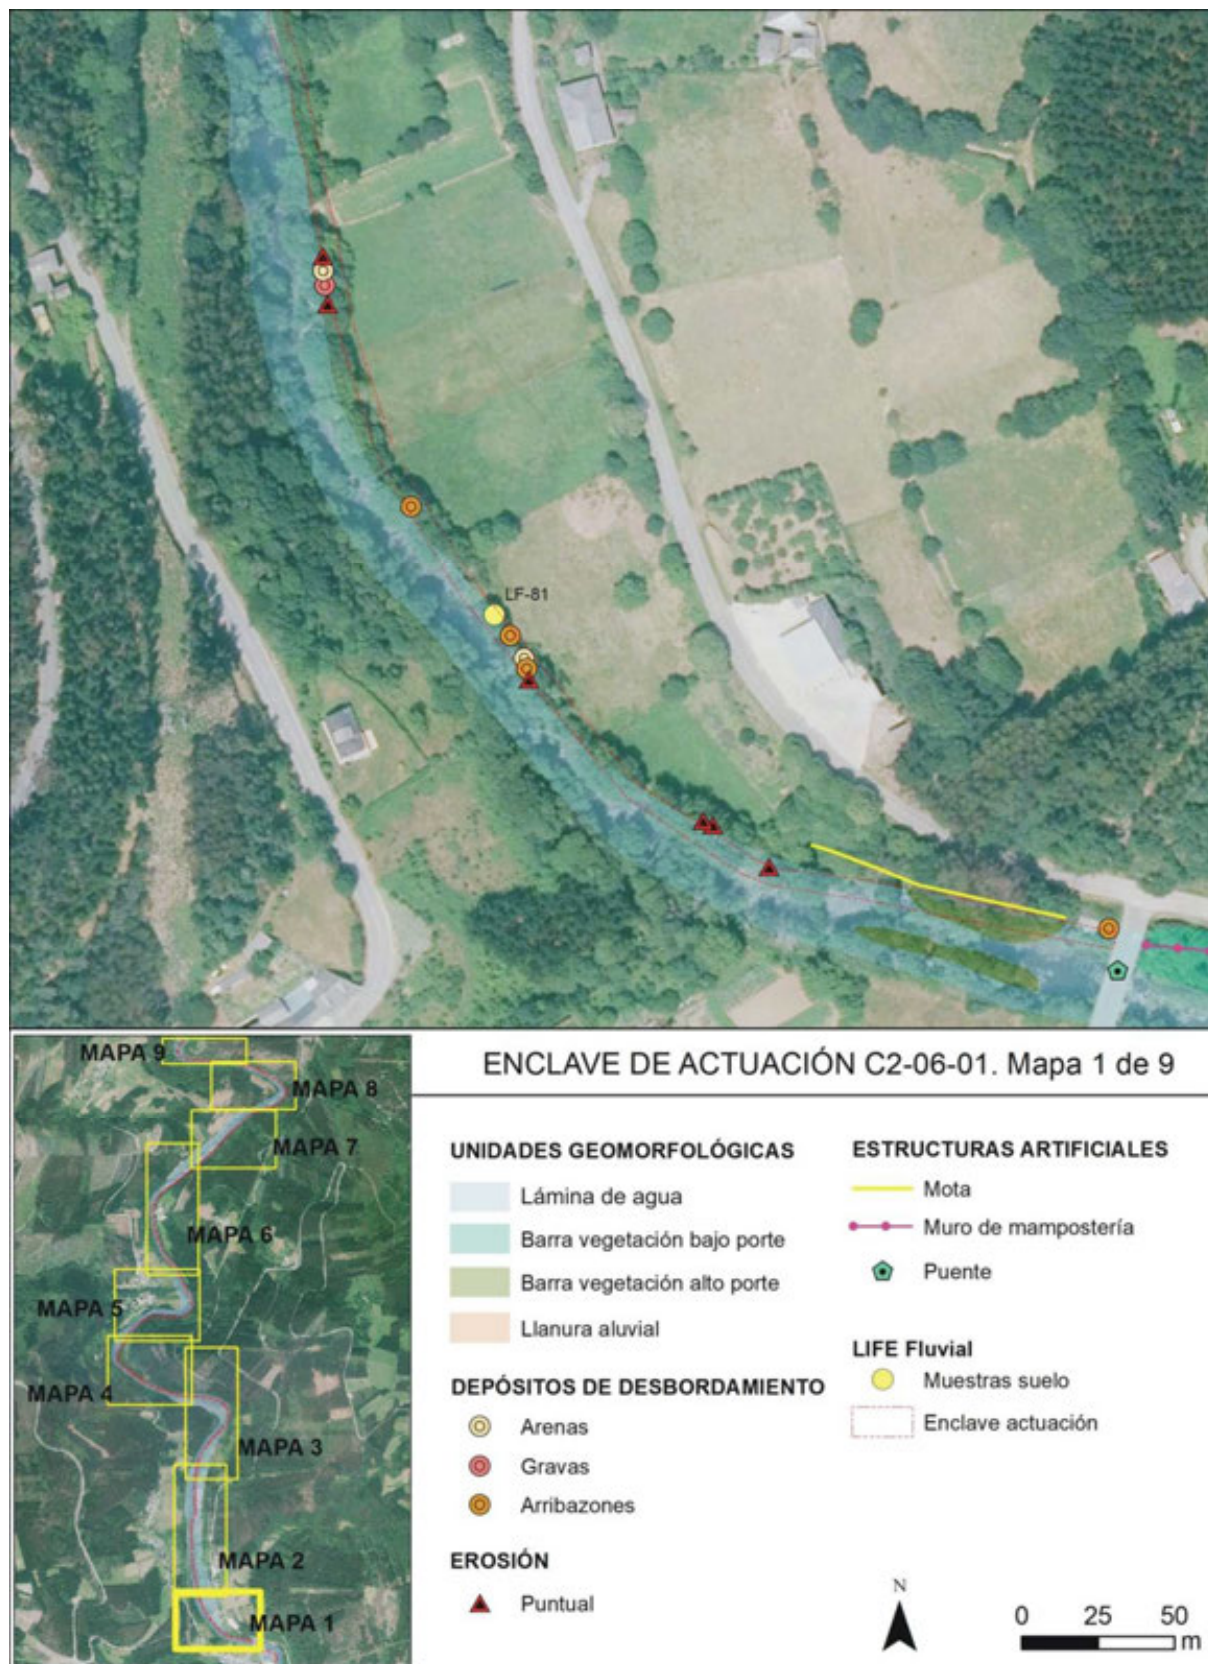 LF-81
MAPA 9
MAPA 8
MAPA 7
MAPA 6
MAPA 5
MAPA 4
MAPA 3
MAPA 2
MAPA 1
ENCLAVE DE ACTUACIÓN C2-06-01. Mapa 1 de 9
UNIDADES GEOMORFOLÓGICAS
Lámina de agua
Barra vegetación bajo porte
Barra vegetación alto porte
Llanura aluvial
DEPÓSITOS DE DESBORDAMIENTO
Arenas
Gravas
Arribazones
EROSIÓN
Puntual
ESTRUCTURAS ARTIFICIALES
Mota
Muro de mampostería
Puente
LIFE Fluvial
Muestras suelo
Enclave actuación
N
0 25 50
m